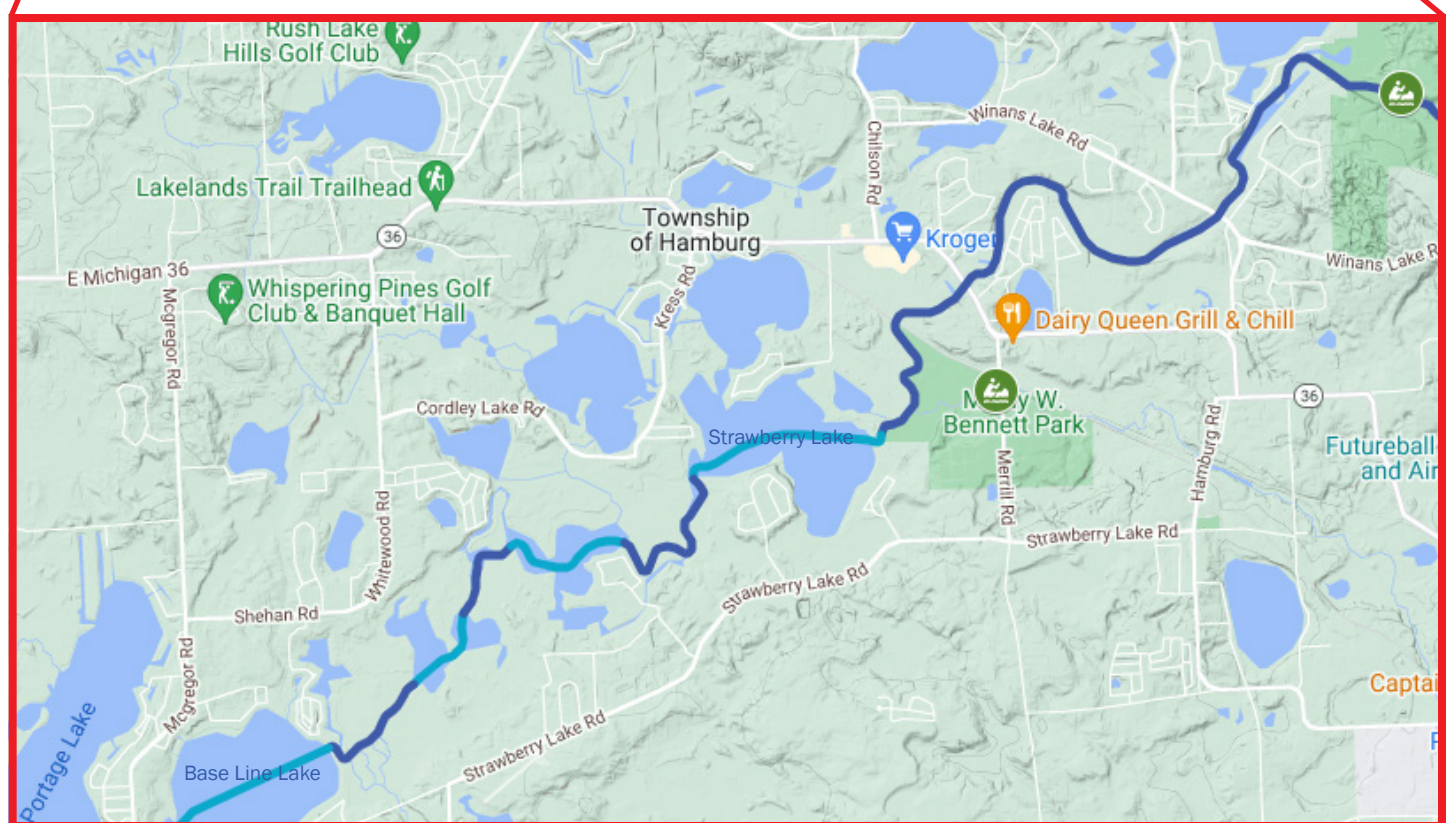 Rush Lake
Hills Golf Club
Winans Lake Rd
Chilson Rd
Lakelands Trail Trailhead
Township
of Hamburg
36
Kroger
E Michigan 36
Winans Lake R
Whispering Pines Golf
Club & Banquet Hall
Kress Rd
Mcgregor Rd
Dairy Queen Grill & Chill
Cordley Lake Rd
36
Bennett Park
Strawberry Lake
Hamburg Rd
Futureball
and Air
Merrill Rd
Whitewood Rd
Strawberry Lake Rd
Strawberry Lake Rd
Shehan Rd
Mcgregor Rd
Captai
Portage Lake
Strawberry Lake Rd
Base Line Lake